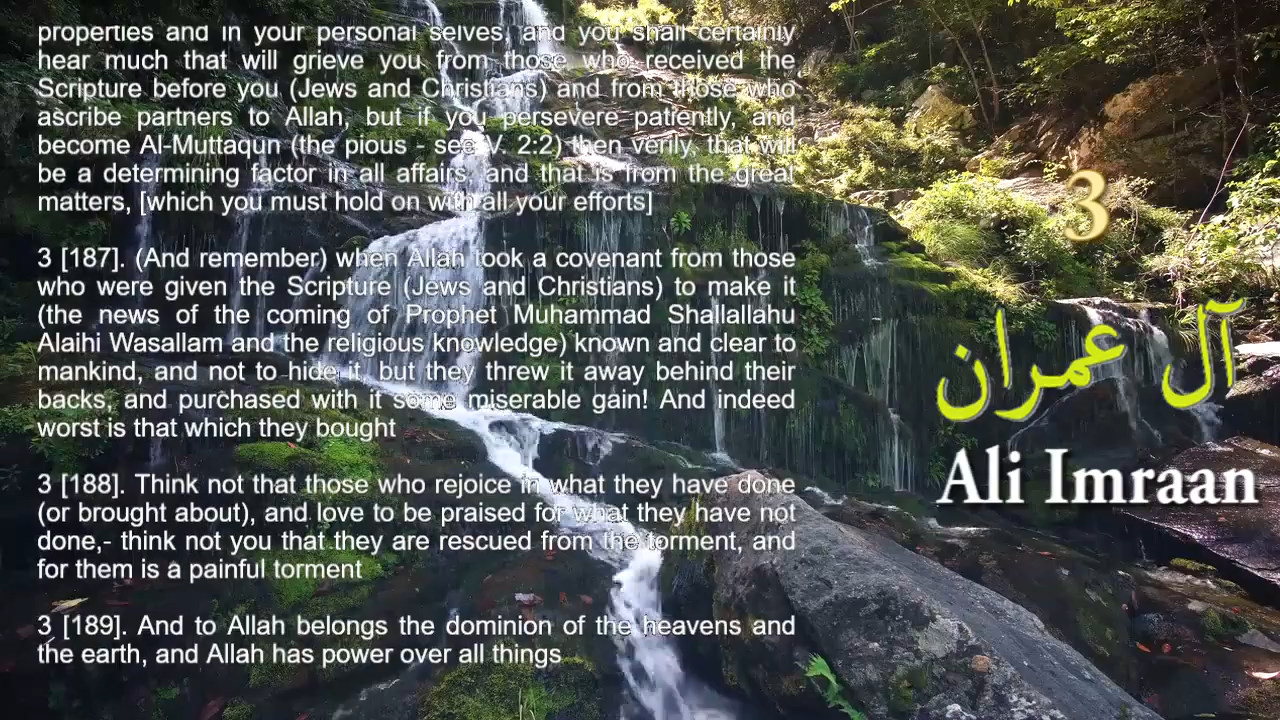 properties and in your personal selves, and you shall certainly
hear much that will grieve you from those who received the
Scripture before you (Jews and Christians) and from those who
ascribe partners to Allah, but if you persevere patiently, and
become Al-Muttaqun (the pious - see V. 2:2) then verily, that will
be a determining factor in all affairs, and that is from the great
matters, [which you must hold on with all your efforts]
3 [187]. (And remember) when Allah took a covenant from those
who were given the Scripture (Jews and Christians) to make it
(the news of the coming of Prophet Muhammad Shallallahu
Alaihi Wasallam and the religious knowledge) known and clear to
mankind, and not to hide it, but they threw it away behind their
backs, and purchased with it some miserable gain! And indeed
worst is that which they bought
3 [188]. Think not that those who rejoice in what they have done
(or brought about), and love to be praised for what they have not
done,- think not you that they are rescued from the torment, and
for them is a painful torment
3 [189]. And to Allah belongs the dominion of the heavens and
the earth, and Allah has power over all things
3
آل عمران
Ali Imraan